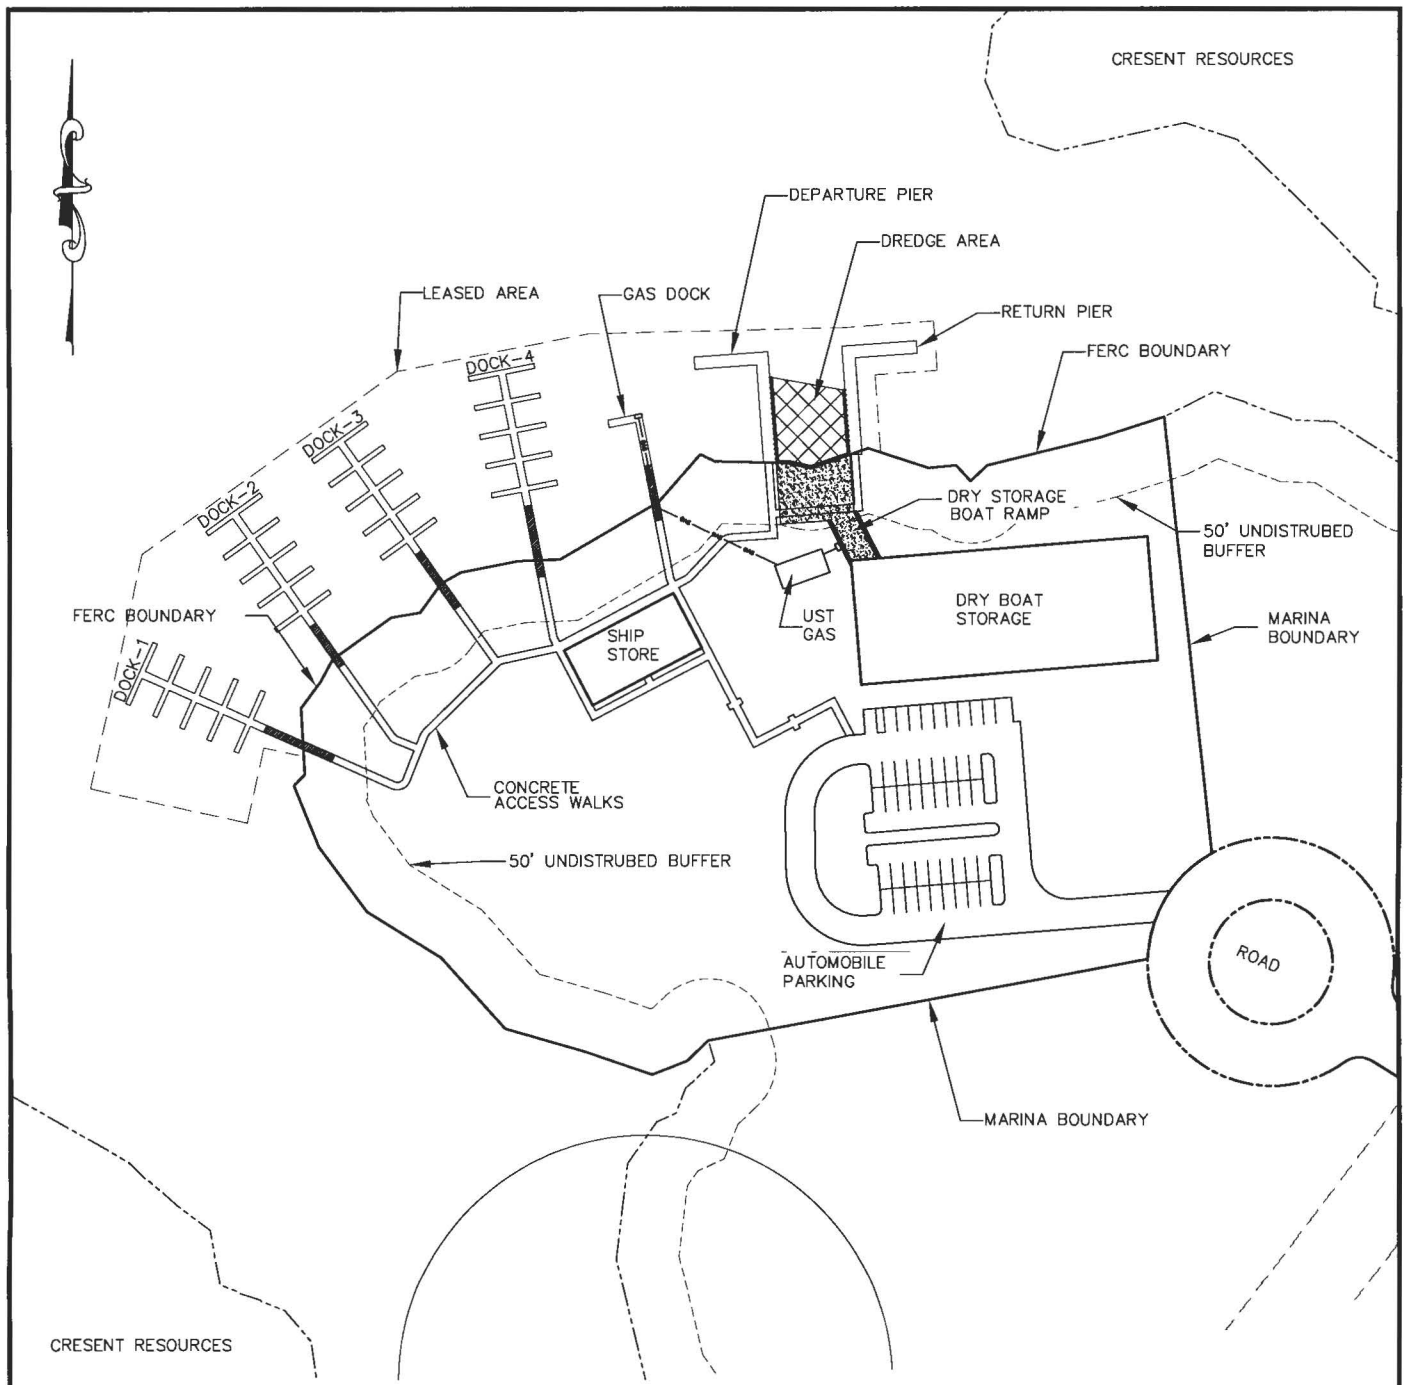 CRESENT RESOURCES
DEPARTURE PIER
DREDGE AREA
LEASED AREA
GAS DOCK
RETURN PIER
FERC BOUNDARY
DOCK-4
DOCK-3
DOCK-2
DRY STORAGE
BOAT RAMP
50' UNDISTRUBED
BUFFER
FERC BOUNDARY
UST
GAS
DRY BOAT
STORAGE
SHIP
STORE
MARINA
BOUNDARY
DOCK-1
CONCRETE
ACCESS WALKS
50' UNDISTRUBED BUFFER
AUTOMOBILE
PARKING
ROAD
MARINA BOUNDARY
CRESENT RESOURCES